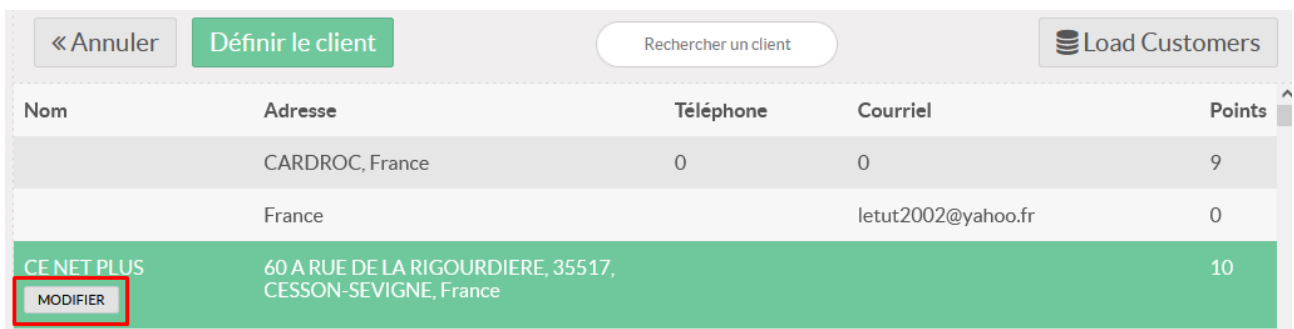 « Annuler Définir le client Rechercher un client Load Customers
Nom Adresse Téléphone Courriel Points
CARDROC, France 0 0 9
France letut2002@yahoo.fr 0
CE NET PLUS 60 A RUE DE LA RIGOURDIERE, 35517, 10
MODIFIER CESSON-SEVIGNE, France